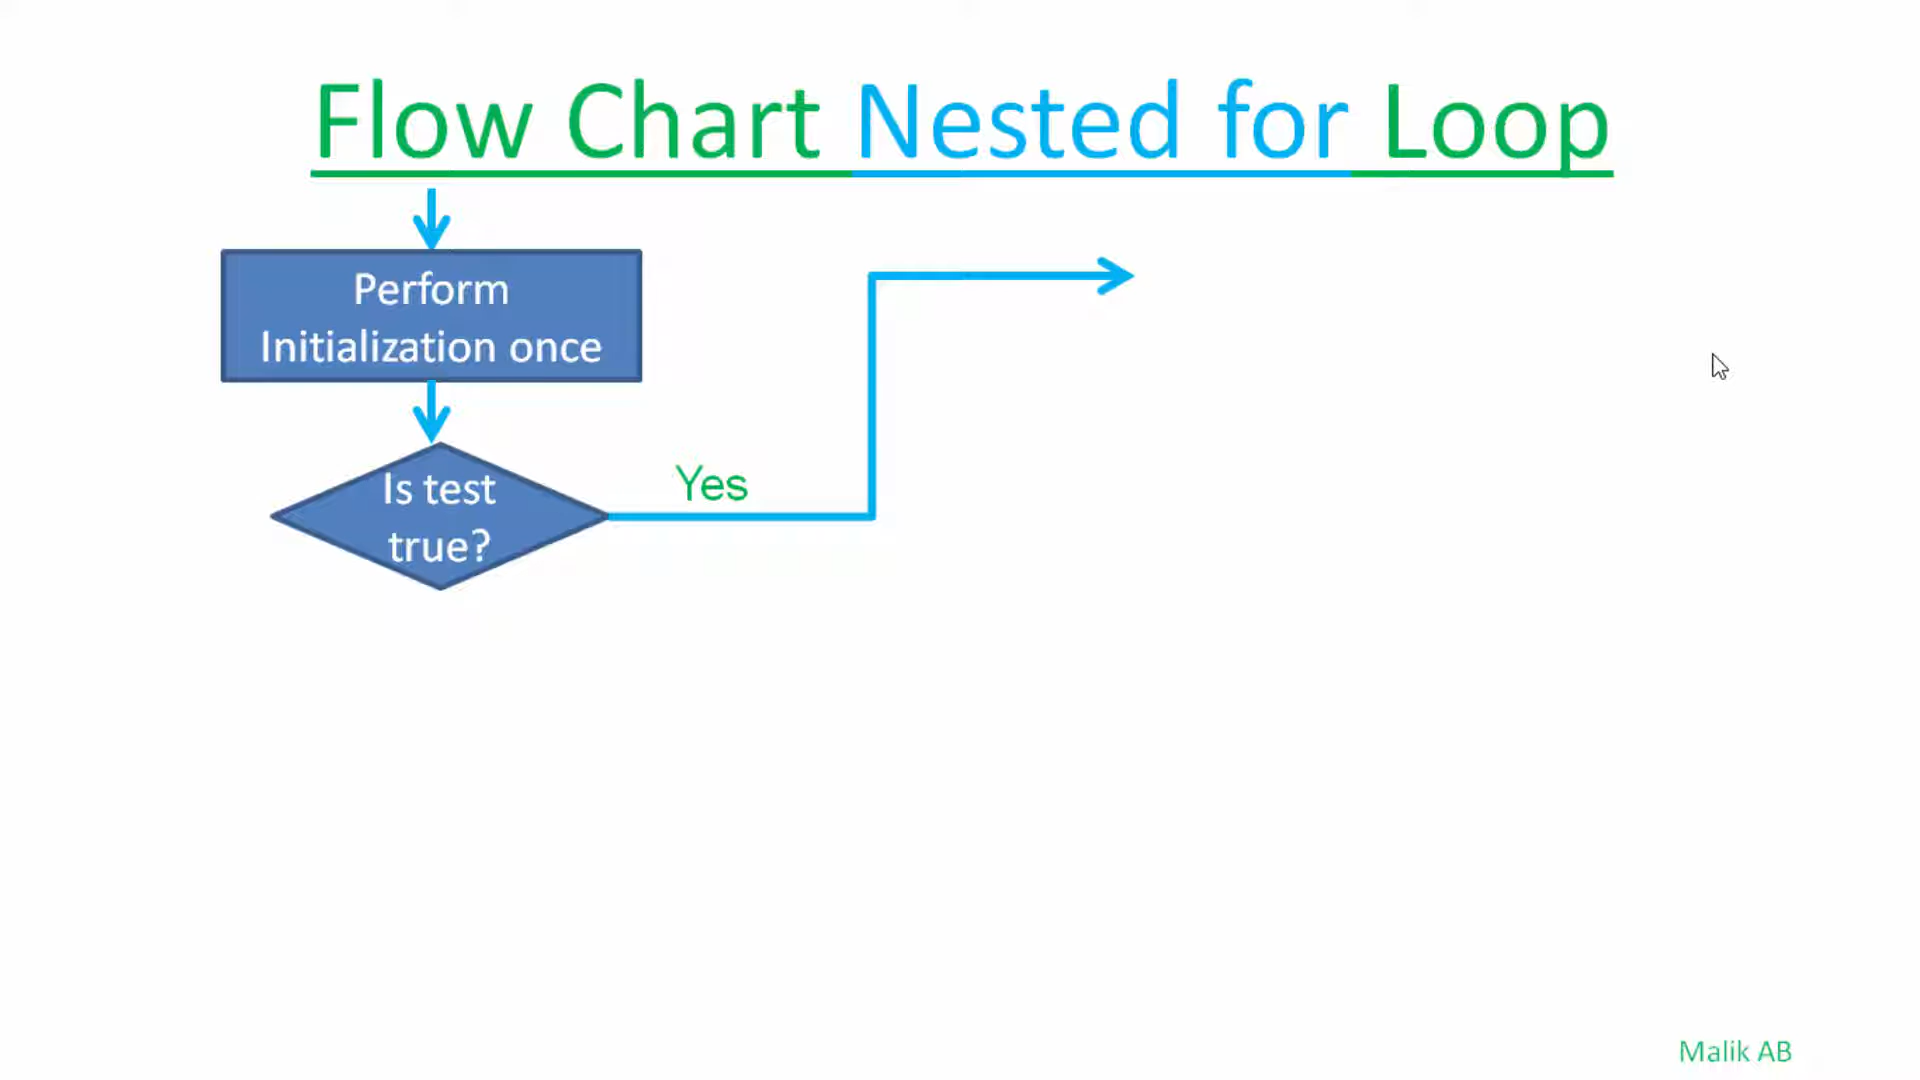 Flow Chart Nested for Loop
Perform
Initialization once
Is test
true?
Yes
Malik AB